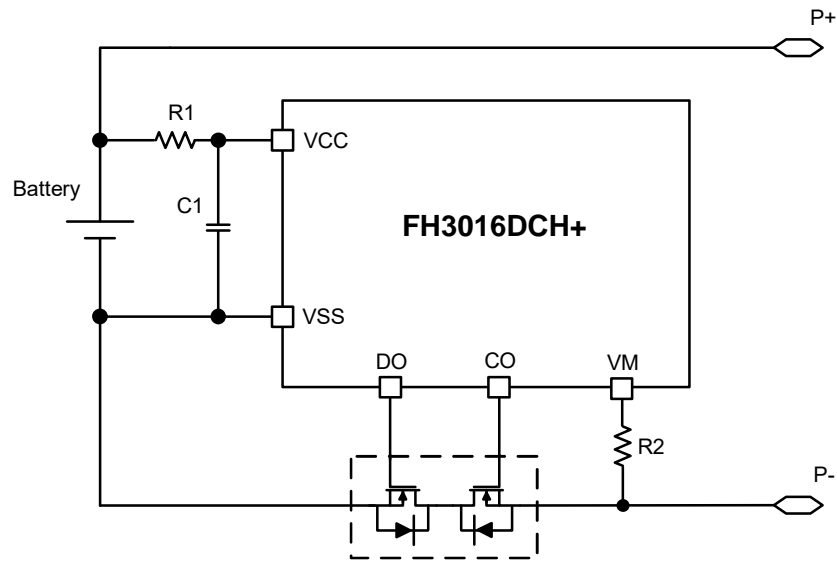 P+
R1
VCC
Battery
C1
FH3016DCH+
VSS
DO
CO
VM
R2
P-